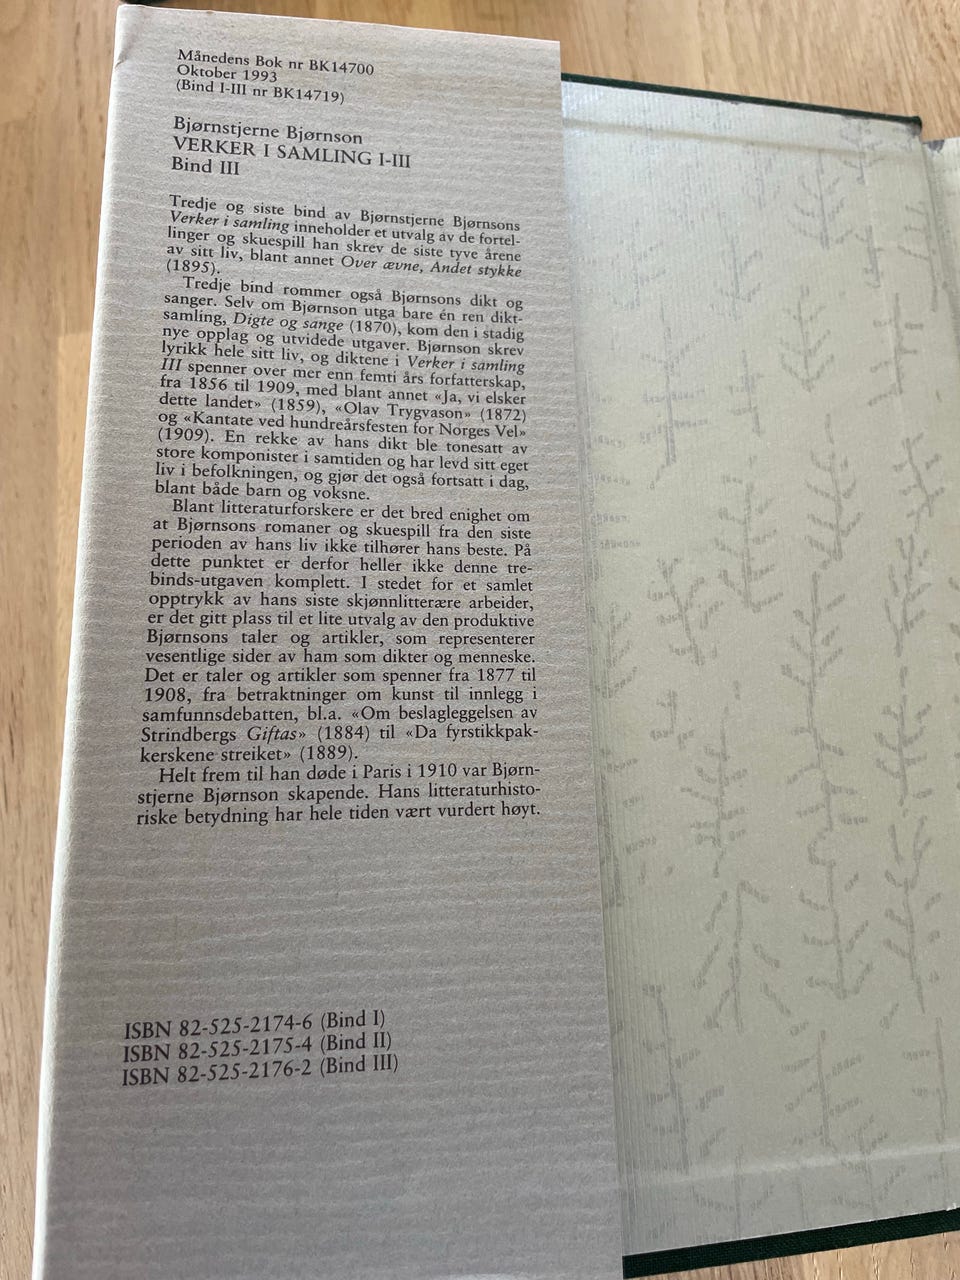 Månedens Bok nr BK14700
Oktober 1993
(Bind I-III nr BK14719)
Bjørnstjerne Bjørnson
VERKER I SAMLING I-III
Bind III
Tredje og siste bind av Bjørnstjerne Bjørnsons
Verker i samling inneholder et utvalg av de fortel-
linger og skuespill han skrev de siste tyve årene
av sitt liv, blant annet Over ævne, Andet stykke
(1895).
Tredje bind rommer også Bjørnsons dikt og
sanger. Selv om Bjørnson utga bare én ren dikt-
samling, Digte og sange (1870), kom den i stadig
nye opplag og utvidede utgaver. Bjørnson skrev
lyrikk hele sitt liv, og diktene i Verker i samling
III spenner over mer enn femti års forfatterskap,
fra 1856 til 1909, med blant annet «Ja, vi elsker
dette landet» (1859), «Olav Trygvason» (1872)
og «Kantate ved hundreårsfesten for Norges Vel»
(1909). En rekke av hans dikt ble tonesatt av
store komponister i samtiden og har levd sitt eget
liv i befolkningen, og gjør det også fortsatt i dag,
blant både barn og voksne.
Blant litteraturforskere er det bred enighet om
at Bjørnsons romaner og skuespill fra den siste
perioden av hans liv ikke tilhører hans beste. På
dette punktet er derfor heller ikke denne tre-
binds-utgaven komplett. I stedet for et samlet
opptrykk av hans siste skjønnlitterære arbeider,
er det gitt plass til et lite utvalg av den produktive
Bjørnsons taler og artikler, som representerer
vesentlige sider av ham som dikter og menneske.
Det er taler og artikler som spenner fra 1877 til
1908, fra betraktninger om kunst til innlegg i
samfunnsdebatten, bl.a. «Om beslagleggelsen av
Strindbergs Giftas» (1884) til «Da fyrstikkpak-
kerskene streiket» (1889).
Helt frem til han døde i Paris i 1910 var Bjørn-
stjerne Bjørnson skapende. Hans litteraturhisto-
riske betydning har hele tiden vært vurdert høyt.
ISBN 82-525-2174-6 (Bind I)
ISBN 82-525-2175-4 (Bind II)
ISBN 82-525-2176-2 (Bind III)